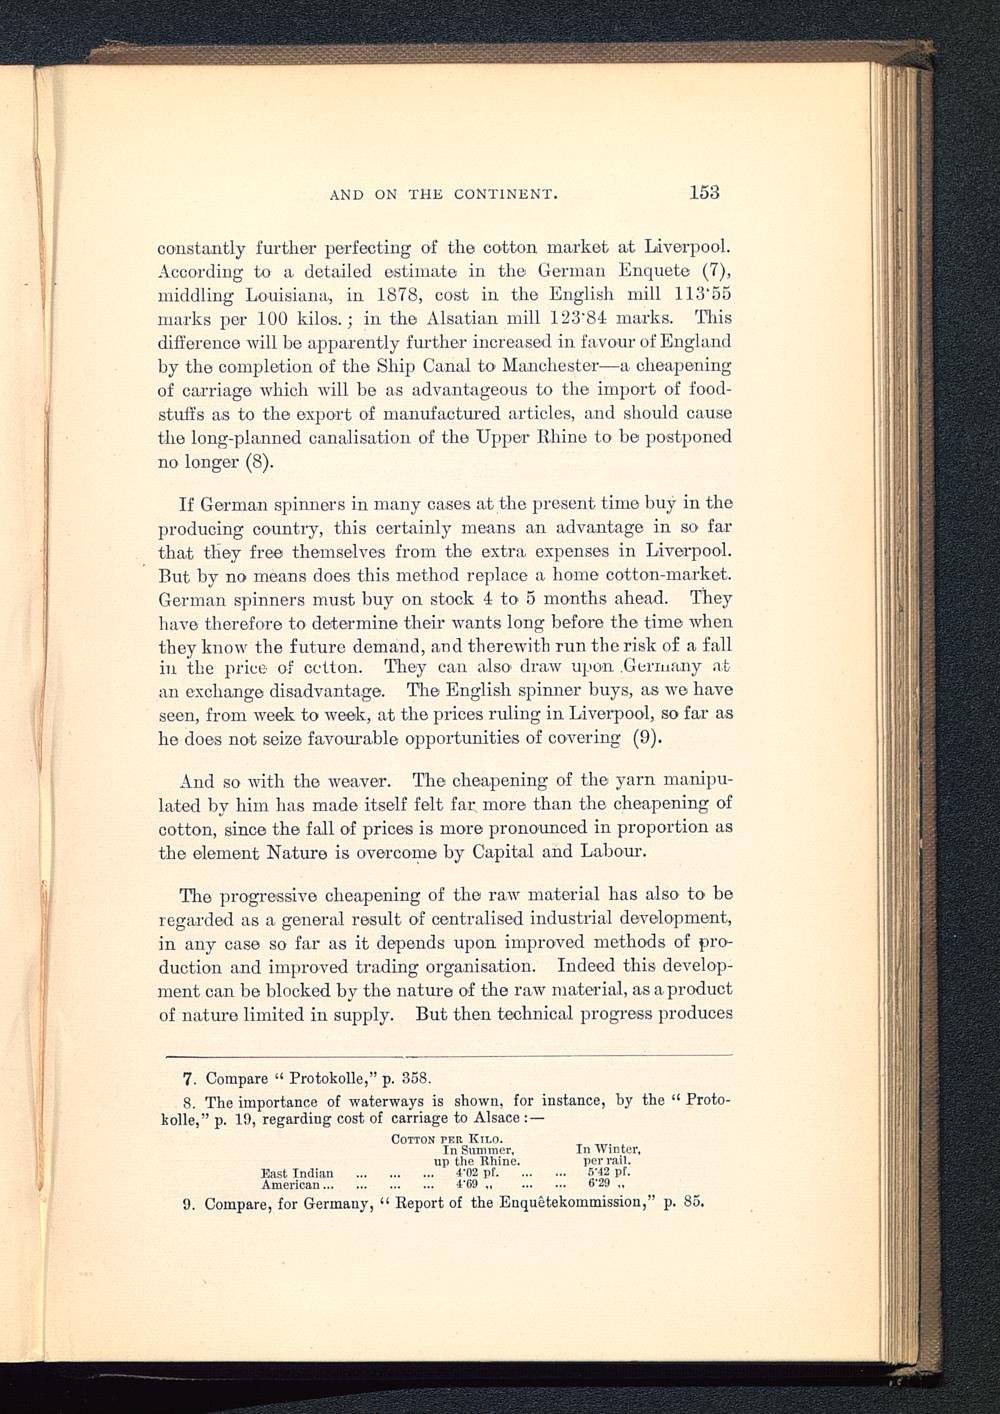 AND ON THE CONTINENT. 153
constantly further perfecting of the cotton market at Liverpool.
According to a detailed estimate in the German Enquete (7),
middling Louisiana, in 1878, cost in the English mill 113·55
marks per 100 kilos. ; in the Alsatian mill 123·84 marks. This
difference will be apparently further increased in favour of England
by the completion of the Ship Canal to Manchester—a cheapening
of carriage which will be as advantageous to the import of food-
stuffs as to the export of manufactured articles, and should cause
the long-planned canalisation of the Upper Rhine to be postponed
no longer (8).
If German spinners in many cases at the present time buy in the
producing country, this certainly means an advantage in so far
that they free themselves from the extra expenses in Liverpool.
But by no means does this method replace a home cotton-market.
German spinners must buy on stock 4 to 5 months ahead. They
have therefore to determine their wants long before the time when
they know the future demand, and therewith run the risk of a fall
in the price of cotton. They can also draw upon Germany at
an exchange disadvantage. The English spinner buys, as we have
seen, from week to week, at the prices ruling in Liverpool, so far as
he does not seize favourable opportunities of covering (9).
And so with the weaver. The cheapening of the yarn manipu-
lated by him has made itself felt far more than the cheapening of
cotton, since the fall of prices is more pronounced in proportion as
the element Nature is overcome by Capital and Labour.
The progressive cheapening of the raw material has also to be
regarded as a general result of centralised industrial development,
in any case so far as it depends upon improved methods of pro-
duction and improved trading organisation. Indeed this develop-
ment can be blocked by the nature of the raw material, as a product
of nature limited in supply. But then technical progress produces
7. Compare “ Protokolle,” p. 358.
8. The importance of waterways is shown, for instance, by the “ Proto-
kolle,” p. 19, regarding cost of carriage to Alsace :—
COTTON PER KILO.
In Summer, In Winter,
up the Rhine. per rail.
East Indian ... ... ... 4·02 pf. ... ... 5·42 pf.
American ... ... ... ... 4·69 „ ... ... 6·29 „
9. Compare, for Germany, “ Report of the Enquêtekommission,” p. 85.